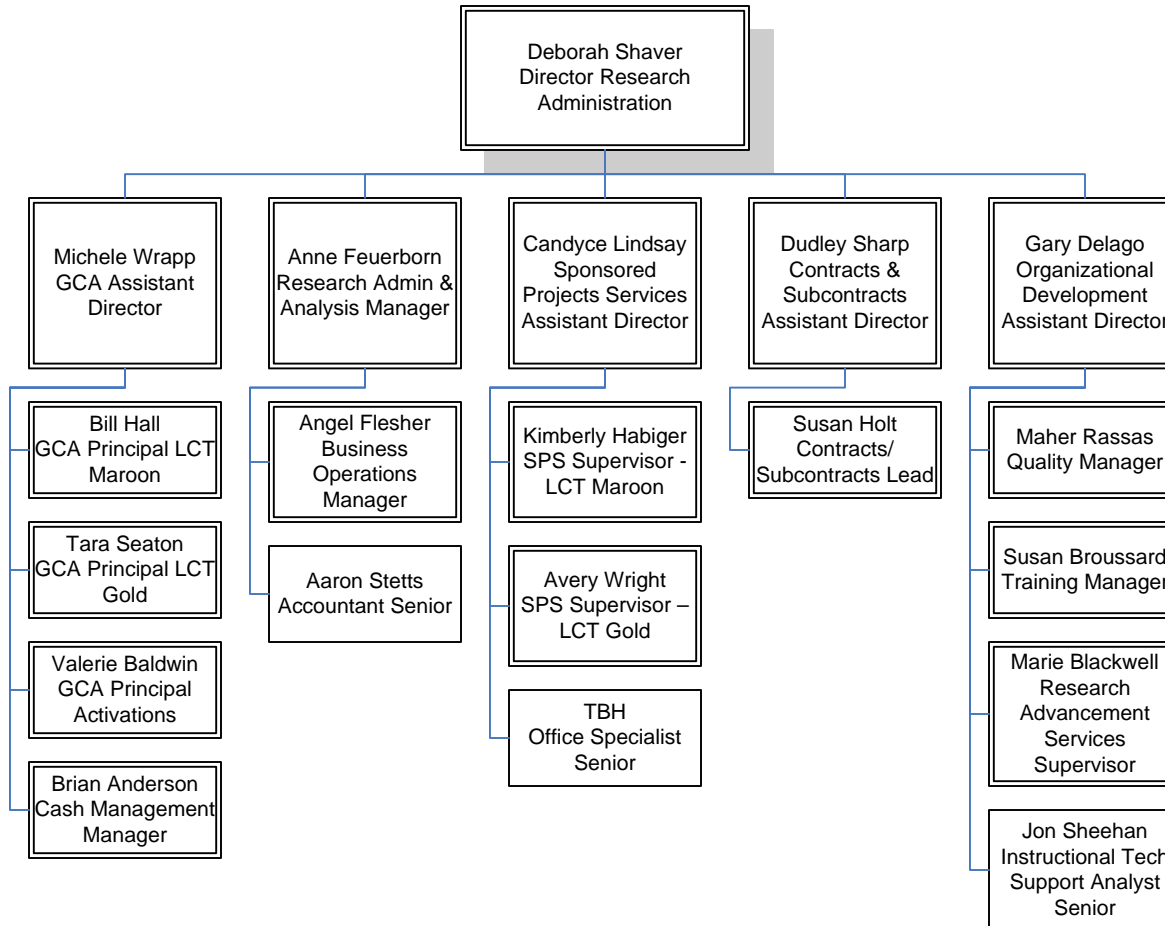 Deborah Shaver
Director Research
Administration
Michele Wrapp
GCA Assistant
Director
Anne Feuerborn
Research Admin &
Analysis Manager
Candyce Lindsay
Sponsored
Projects Services
Assistant Director
Dudley Sharp
Contracts &
Subcontracts
Assistant Director
Gary Delago
Organizational
Development
Assistant Director
Bill Hall
GCA Principal LCT
Maroon
Tara Seaton
GCA Principal LCT
Gold
Valerie Baldwin
GCA Principal
Activations
Brian Anderson
Cash Management
Manager
Angel Flesher
Business
Operations
Manager
Aaron Stetts
Accountant Senior
Kimberly Habiger
SPS Supervisor -
LCT Maroon
Avery Wright
SPS Supervisor –
LCT Gold
TBH
Office Specialist
Senior
Susan Holt
Contracts/
Subcontracts Lead
Maher Rassas
Quality Manager
Susan Broussard
Training Manager
Marie Blackwell
Research
Advancement
Services
Supervisor
Jon Sheehan
Instructional Tech
Support Analyst
Senior